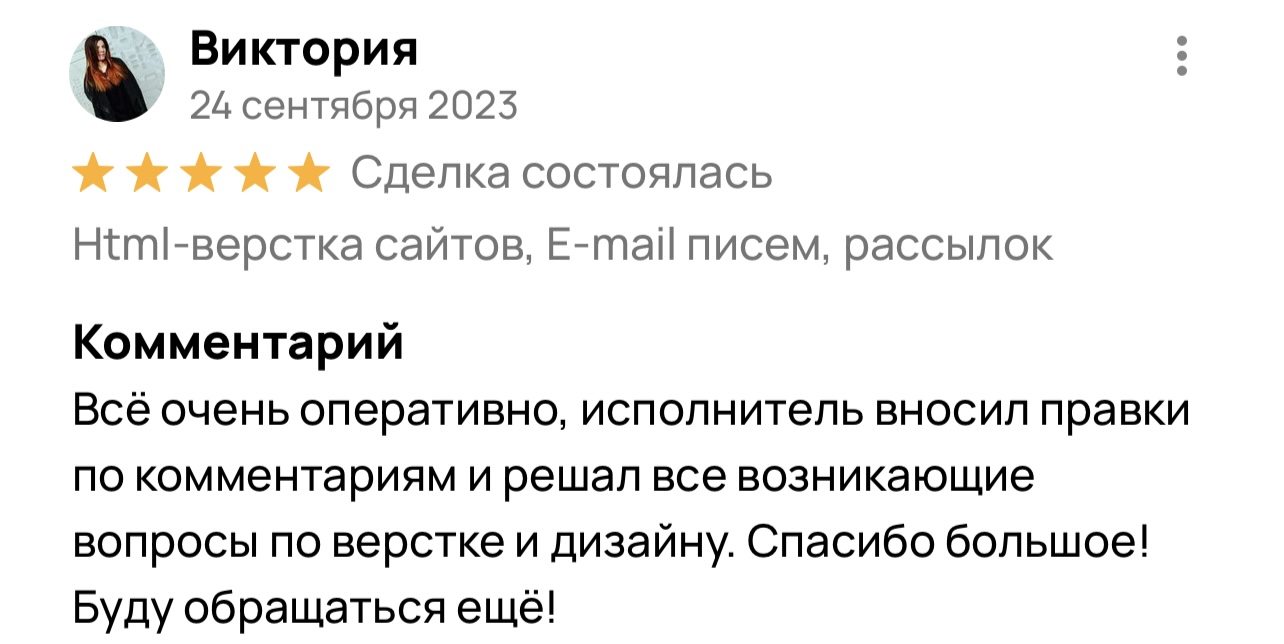 Виктория
24 сентября 2023
Сделка состоялась
Html-верстка сайтов, E-mail писем, рассылок
Комментарий
Всё очень оперативно, исполнитель вносил правки
по комментариям и решал все возникающие
вопросы по верстке и дизайну. Спасибо большое!
Буду обращаться ещё!